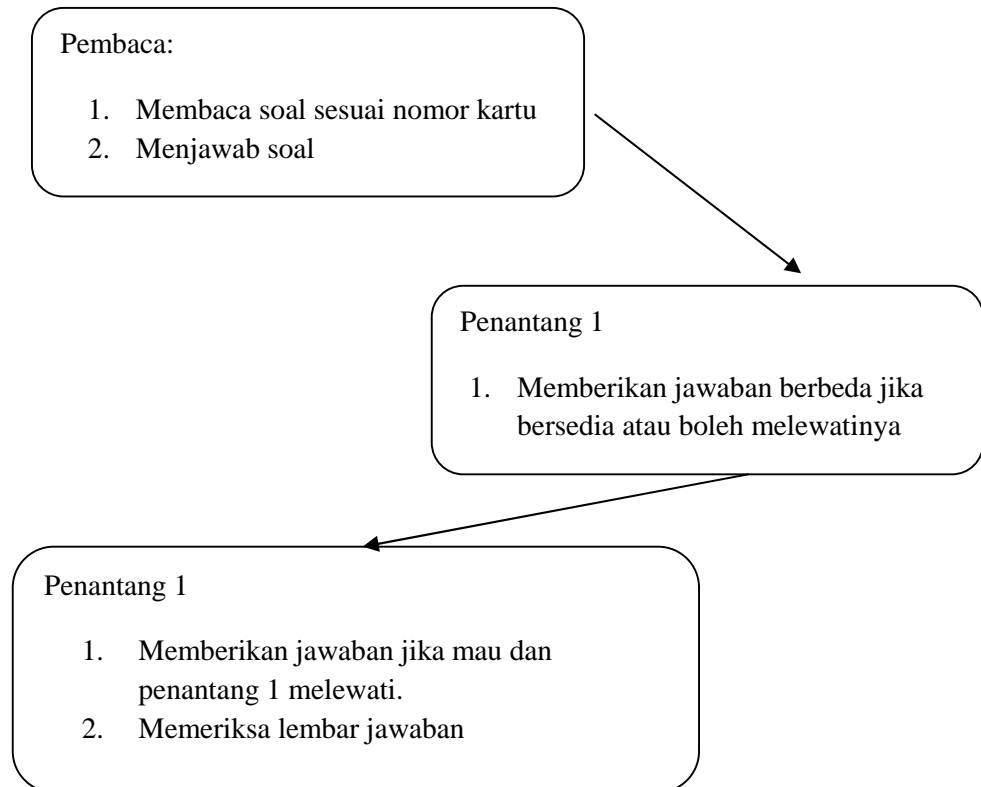 Pembaca:
1. Membaca soal sesuai nomor kartu
2. Menjawab soal
Penantang 1
1. Memberikan jawaban berbeda jika
bersedia atau boleh melewatinya
Penantang 1
1. Memberikan jawaban jika mau dan
penantang 1 melewati.
2. Memeriksa lembar jawaban